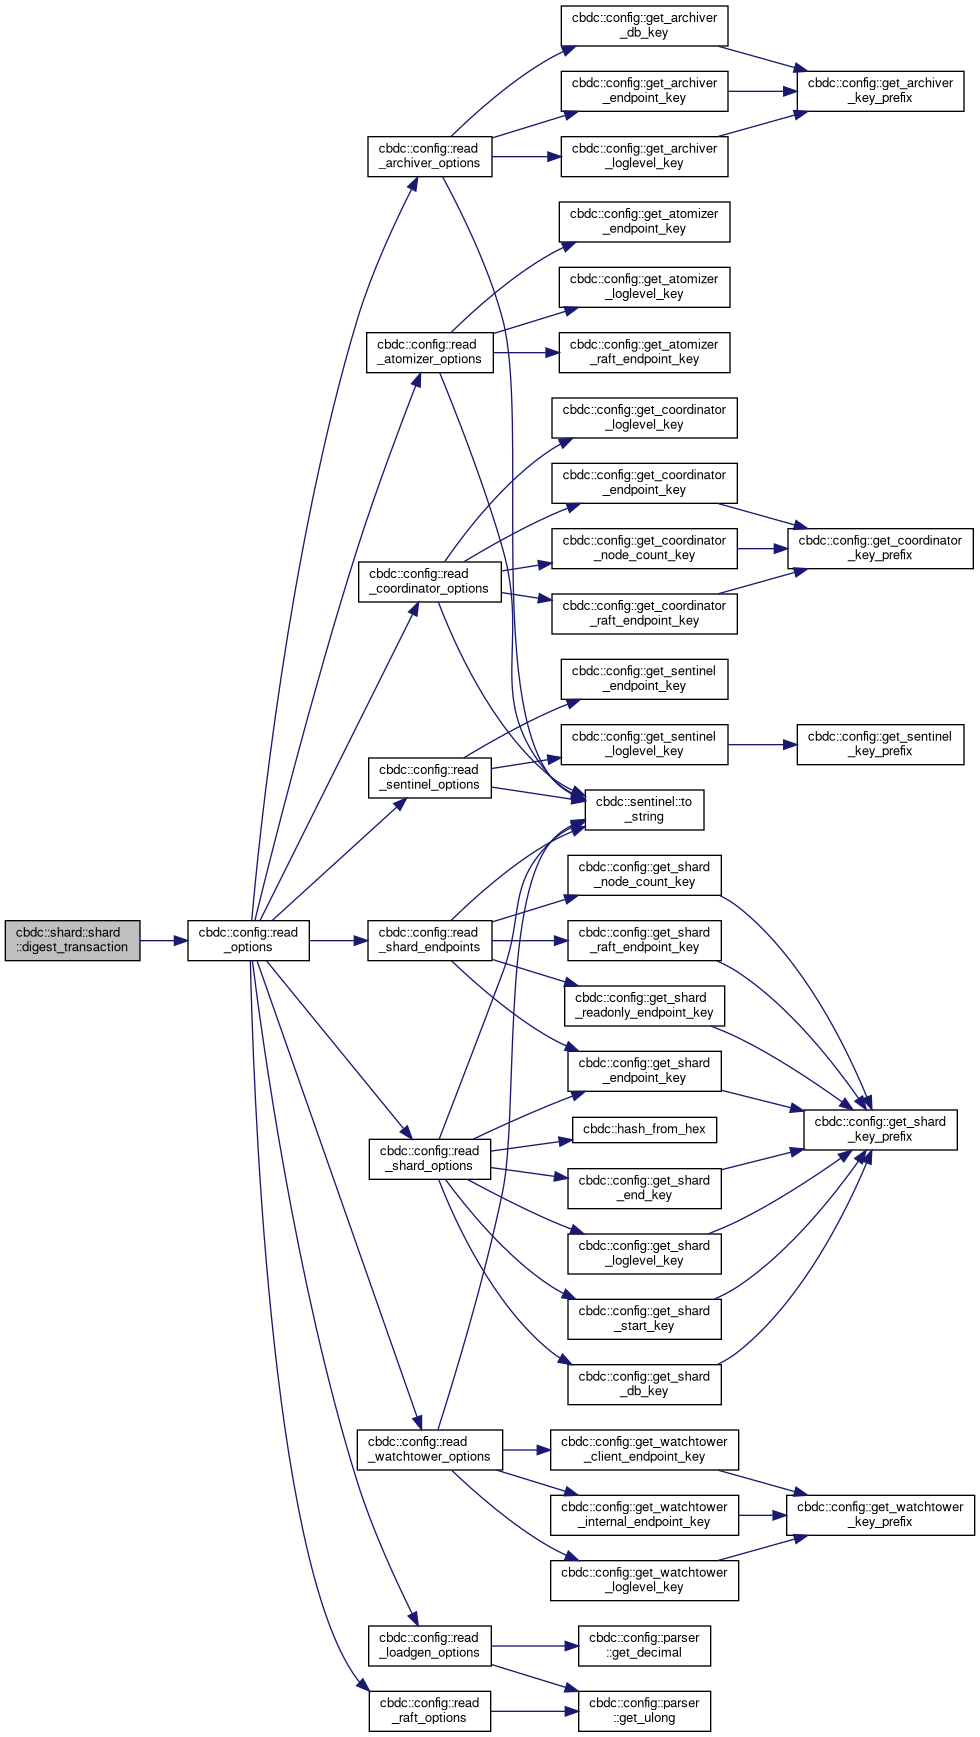 cbdc::shard::shard
::digest_transaction
cbdc::config::read
_options
cbdc::config::read
_archiver_options
cbdc::config::get_archiver
_db_key
cbdc::config::get_archiver
_endpoint_key
cbdc::config::get_archiver
_loglevel_key
cbdc::config::get_archiver
_key_prefix
cbdc::config::read
_atomizer_options
cbdc::config::get_atomizer
_endpoint_key
cbdc::config::get_atomizer
_loglevel_key
cbdc::config::get_atomizer
_raft_endpoint_key
cbdc::config::read
_coordinator_options
cbdc::config::get_coordinator
_loglevel_key
cbdc::config::get_coordinator
_endpoint_key
cbdc::config::get_coordinator
_node_count_key
cbdc::config::get_coordinator
_raft_endpoint_key
cbdc::config::get_coordinator
_key_prefix
cbdc::config::read
_sentinel_options
cbdc::config::get_sentinel
_endpoint_key
cbdc::config::get_sentinel
_loglevel_key
cbdc::config::get_sentinel
_key_prefix
cbdc::sentinel::to
_string
cbdc::config::read
_shard_endpoints
cbdc::config::get_shard
_node_count_key
cbdc::config::get_shard
_raft_endpoint_key
cbdc::config::get_shard
_readonly_endpoint_key
cbdc::config::get_shard
_endpoint_key
cbdc::config::get_shard
_key_prefix
cbdc::config::read
_shard_options
cbdc::hash_from_hex
cbdc::config::get_shard
_end_key
cbdc::config::get_shard
_loglevel_key
cbdc::config::get_shard
_start_key
cbdc::config::get_shard
_db_key
cbdc::config::read
_watchtower_options
cbdc::config::get_watchtower
_client_endpoint_key
cbdc::config::get_watchtower
_internal_endpoint_key
cbdc::config::get_watchtower
_loglevel_key
cbdc::config::get_watchtower
_key_prefix
cbdc::config::read
_loadgen_options
cbdc::config::parser
::get_decimal
cbdc::config::read
_raft_options
cbdc::config::parser
::get_ulong